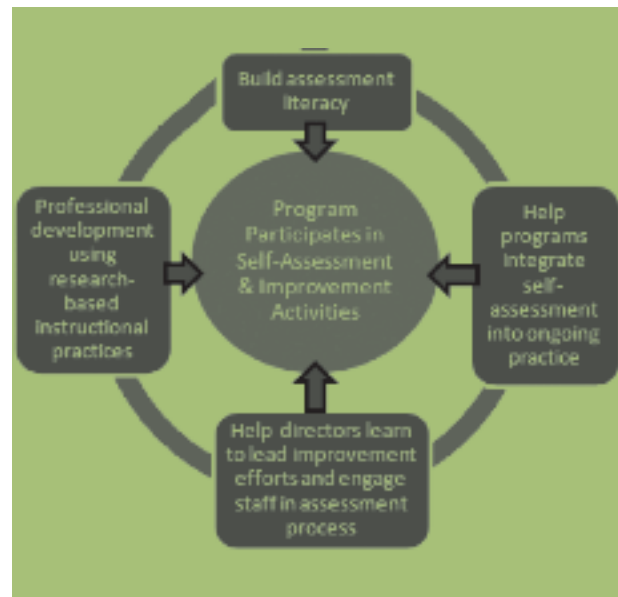 Build assessment
literacy
Professional
development
using
research-
based
instructional
practices
Program
Participates in
Self-Assessment
& Improvement
Activities
Help
programs
integrate
self-
assessment
into ongoing
practice
Help directors learn
to lead improvement
efforts and engage
staff in assessment
process